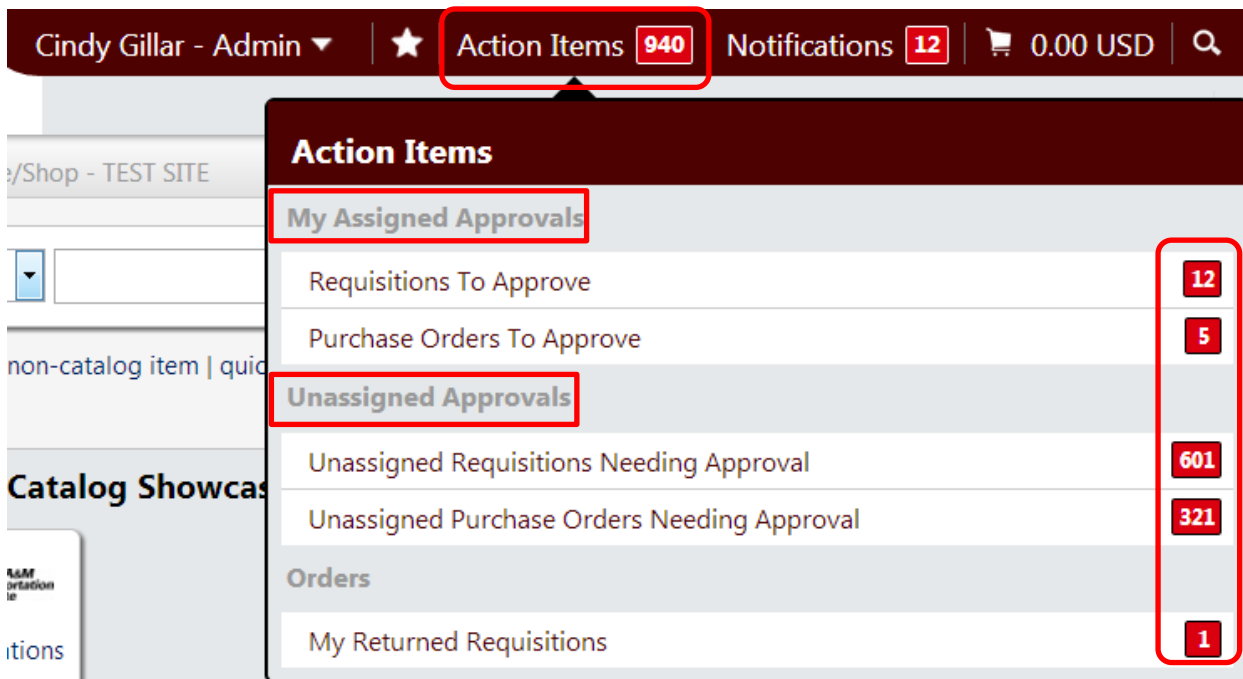 Cindy Gillar - Admin ▼ ★ Action Items 940 Notifications 12 0.00 USD
Action Items
e/Shop - TEST SITE
My Assigned Approvals
Requisitions To Approve 12
Purchase Orders To Approve 5
non-catalog item | quic
Unassigned Approvals
Unassigned Requisitions Needing Approval 601
Catalog Showcas
Unassigned Purchase Orders Needing Approval 321
A&M
ortation
Orders
My Returned Requisitions 1
ations